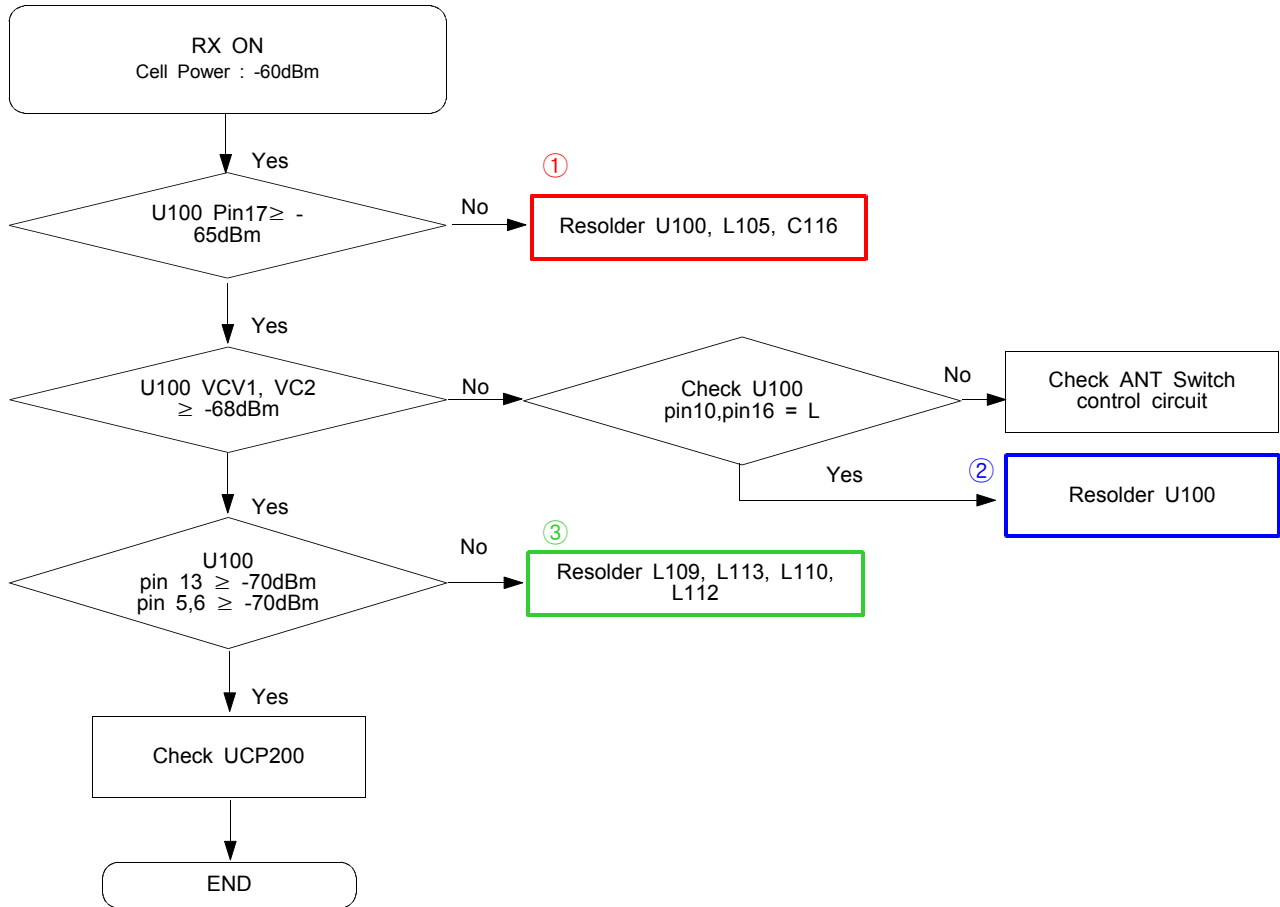 RX ON
Cell Power : -60dBm
Yes
①
U100 Pin17≥ -
65dBm
No
Resolder U100, L105, C116
Yes
U100 VCV1, VC2
≥ -68dBm
No
Check U100
pin10,pin16 = L
No
Check ANT Switch
control circuit
Yes
②
Resolder U100
Yes
③
U100
pin 13 ≥ -70dBm
pin 5,6 ≥ -70dBm
No
Resolder L109, L113, L110,
L112
Yes
Check UCP200
END